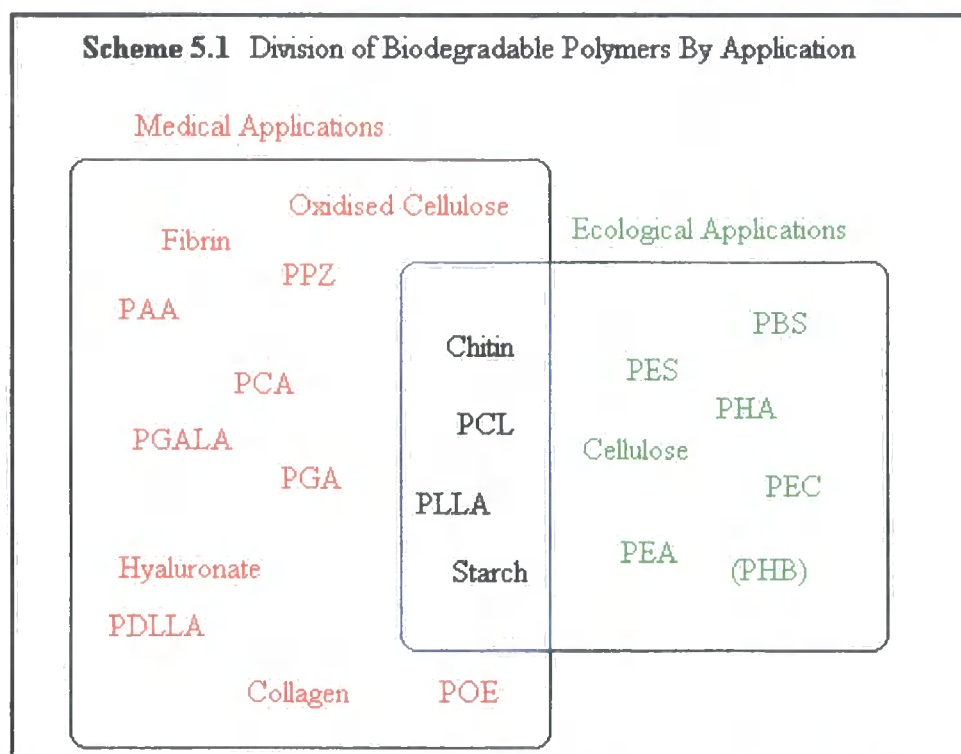 Scheme 5.1 Division of Biodegradable Polymers By Application
Medical Applications
Oxidised Cellulose
Ecological Applications
Fibrin
PPZ
PAA
PBS
Chitin
PES
PCA
PHA
PCL
PGALA
Cellulose
PGA
PEC
PLLA
PEA
(PHB)
Hyaluronate
Starch
PDLLA
Collagen
POE